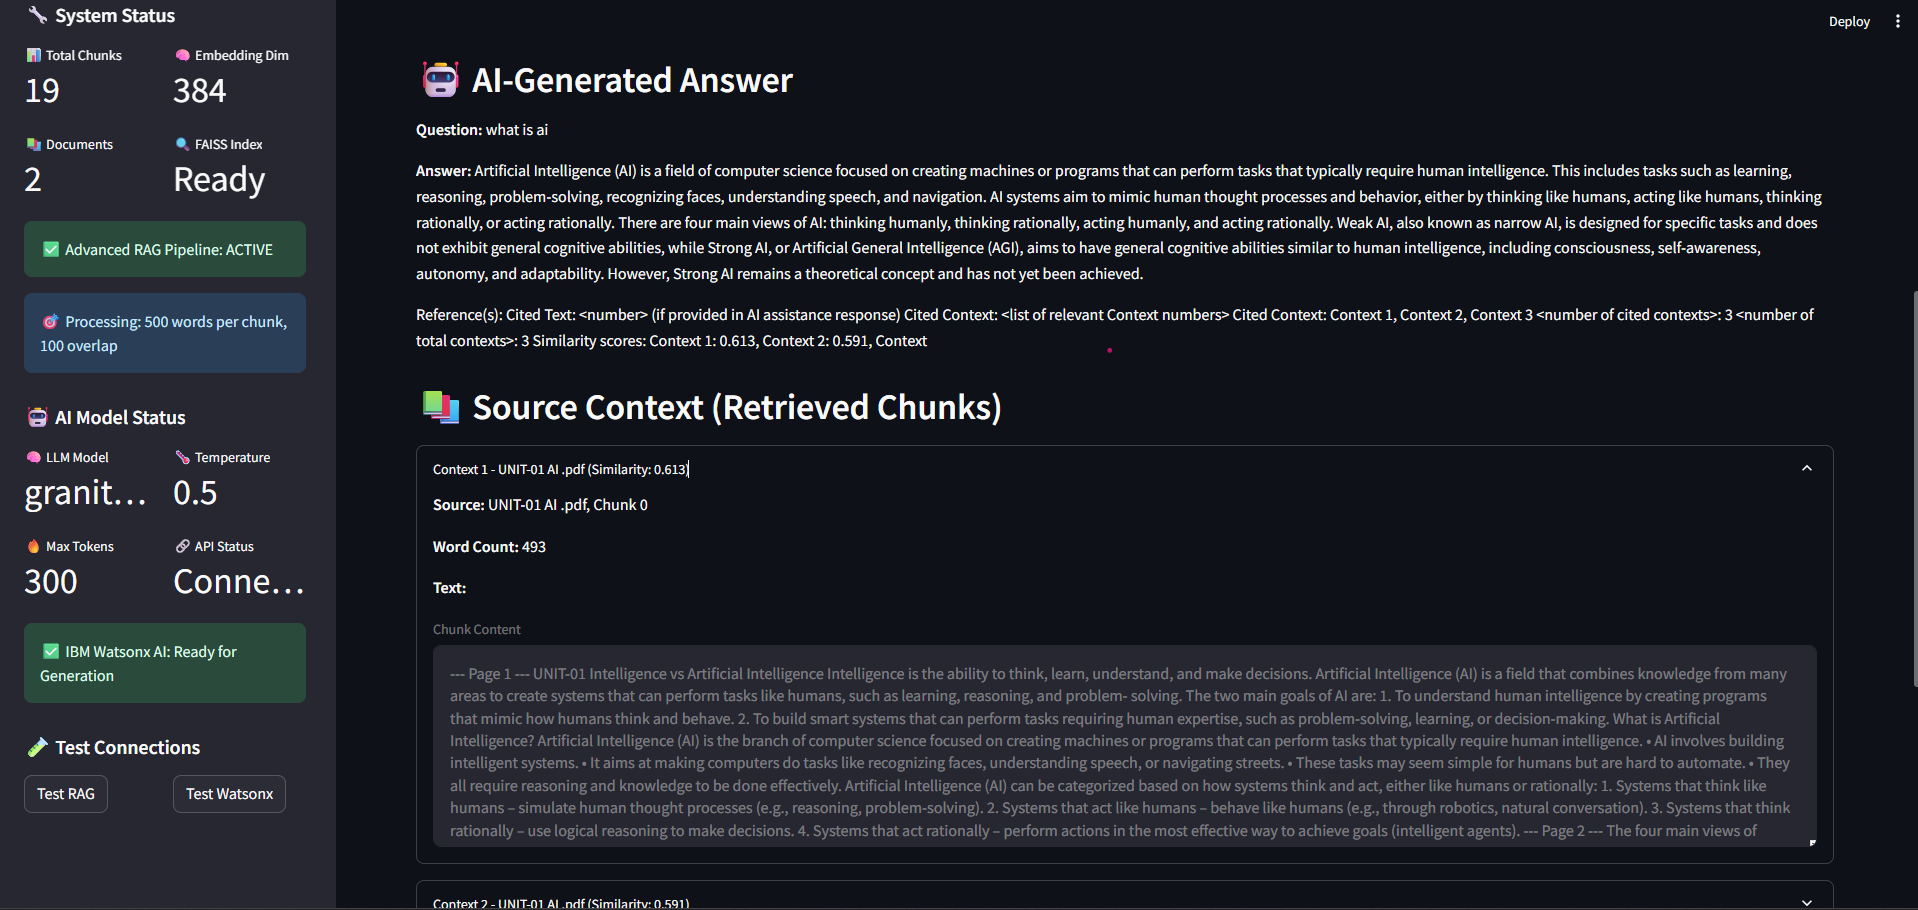 System Status
Total Chunks
Embedding Dim
19
384
Documents
FAISS Index
2
Ready
Advanced RAG Pipeline: ACTIVE
Processing: 500 words per chunk,
100 overlap
AI Model Status
LLM Model
Temperature
granit...
0.5
Max Tokens
API Status
300
Conne...
IBM Watsonx AI: Ready for
Generation
Test Connections
Test RAG
Test Watsonx
Deploy
AI-Generated Answer
Question: what is ai
Answer: Artificial Intelligence (AI) is a field of computer science focused on creating machines or programs that can perform tasks that typically require human intelligence. This includes tasks such as learning,
reasoning, problem-solving, recognizing faces, understanding speech, and navigation. AI systems aim to mimic human thought processes and behavior, either by thinking like humans, acting like humans, thinking
rationally, or acting rationally. There are four main views of AI: thinking humanly, thinking rationally, acting humanly, and acting rationally. Weak AI, also known as narrow AI, is designed for specific tasks and does
not exhibit general cognitive abilities, while Strong AI, or Artificial General Intelligence (AGI), aims to have general cognitive abilities similar to human intelligence, including consciousness, self-awareness,
autonomy, and adaptability. However, Strong AI remains a theoretical concept and has not yet been achieved.
Reference(s): Cited Text: <number> (if provided in AI assistance response) Cited Context: <list of relevant Context numbers> Cited Context: Context 1, Context 2, Context 3 <number of cited contexts>: 3 <number of
total contexts>: 3 Similarity scores: Context 1: 0.613, Context 2: 0.591, Context
Source Context (Retrieved Chunks)
Context 1 - UNIT-01 AI .pdf (Similarity: 0.613)
Source: UNIT-01 AI .pdf, Chunk 0
Word Count: 493
Text:
Chunk Content
--- Page 1 --- UNIT-01 Intelligence vs Artificial Intelligence Intelligence is the ability to think, learn, understand, and make decisions. Artificial Intelligence (AI) is a field that combines knowledge from many
areas to create systems that can perform tasks like humans, such as learning, reasoning, and problem- solving. The two main goals of AI are: 1. To understand human intelligence by creating programs
that mimic how humans think and behave. 2. To build smart systems that can perform tasks requiring human expertise, such as problem-solving, learning, or decision-making. What is Artificial
Intelligence? Artificial Intelligence (AI) is the branch of computer science focused on creating machines or programs that can perform tasks that typically require human intelligence. • AI involves building
intelligent systems. • It aims at making computers do tasks like recognizing faces, understanding speech, or navigating streets. • These tasks may seem simple for humans but are hard to automate. • They
all require reasoning and knowledge to be done effectively. Artificial Intelligence (AI) can be categorized based on how systems think and act, either like humans or rationally: 1. Systems that think like
humans – simulate human thought processes (e.g., reasoning, problem-solving). 2. Systems that act like humans – behave like humans (e.g., through robotics, natural conversation). 3. Systems that think
rationally – use logical reasoning to make decisions. 4. Systems that act rationally – perform actions in the most effective way to achieve goals (intelligent agents). --- Page 2 --- The four main views of
Context 2 - UNIT-01 AI .pdf (Similarity: 0.591)